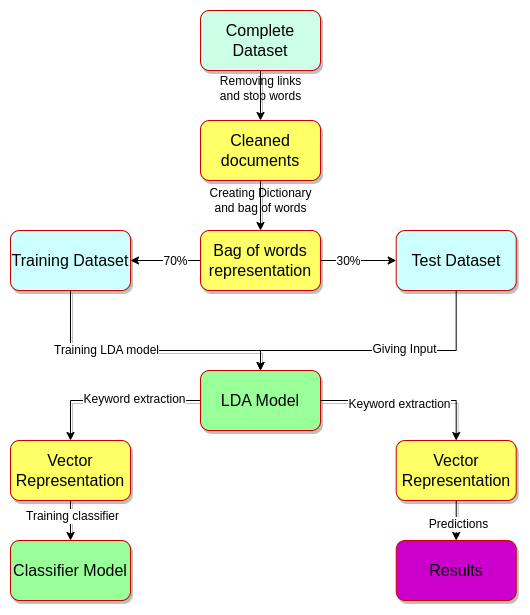 Complete
Dataset
Removing links
and stop words
Cleaned
documents
Creating Dictionary
and bag of words
Training Dataset
70%
Bag of words
representation
30%
Test Dataset
Training LDA model
Giving Input
Keyword extraction
LDA Model
Keyword extraction
Vector
Representation
Vector
Representation
Training classifier
Predictions
Classifier Model
Results